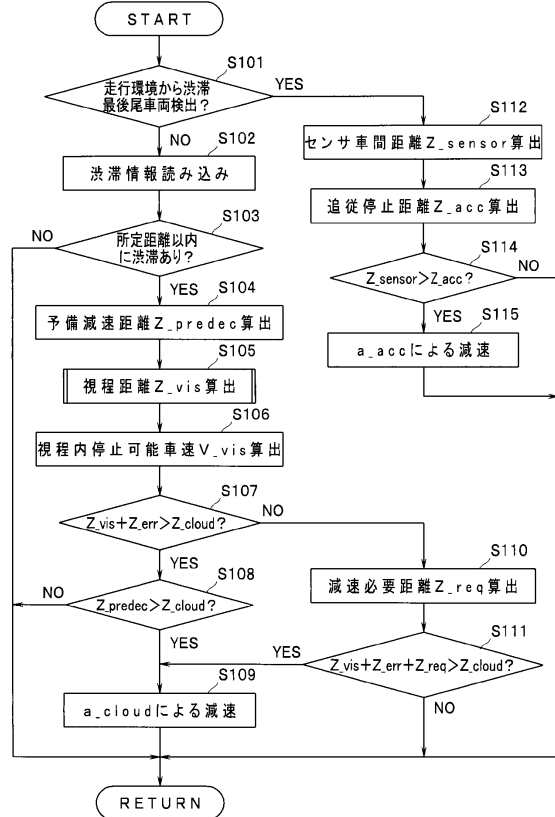 START
S101
走行環境から渋滞
最後尾車両検出？
YES
NO
S102
渋滞情報読み込み
S103
NO
所定距離以内
に渋滞あり？
YES
S104
予備減速距離Z_predec算出
S105
視程距離Z_vis算出
S106
視程内停止可能車速V_vis算出
S107
Z_vis+Z_err>Z_cloud？
NO
YES
S108
NO
Z_predec>Z_cloud？
YES
S109
a_cloudによる減速
RETURN
S112
センサ車間距離Z_sensor算出
S113
追従停止距離Z_acc算出
S114
Z_sensor>Z_acc？
NO
YES
S115
a_accによる減速
S110
減速必要距離Z_req算出
S111
YES
Z_vis+Z_err+Z_req>Z_cloud？
NO